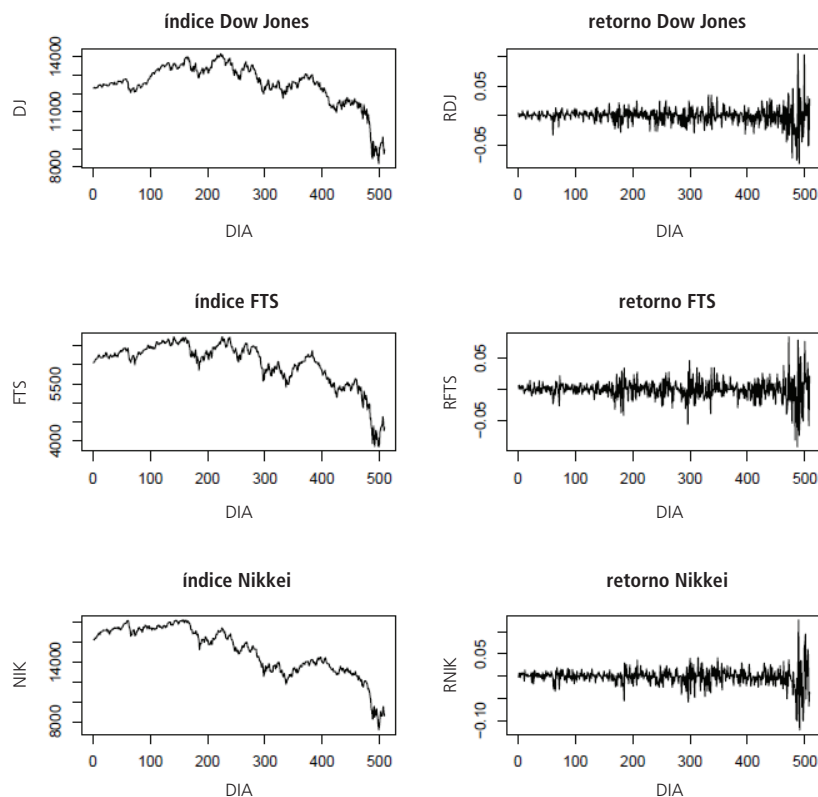 índice Dow Jones
DJ
14000
11000
8000
0 100 200 300 400 500
DIA
retorno Dow Jones
RDJ
0.05
−0.05
0 100 200 300 400 500
DIA
índice FTS
FTS
5500
4000
0 100 200 300 400 500
DIA
retorno FTS
RFTS
0.05
−0.05
0 100 200 300 400 500
DIA
índice Nikkei
NIK
14000
8000
0 100 200 300 400 500
DIA
retorno Nikkei
RNIK
0.05
−0.10
0 100 200 300 400 500
DIA